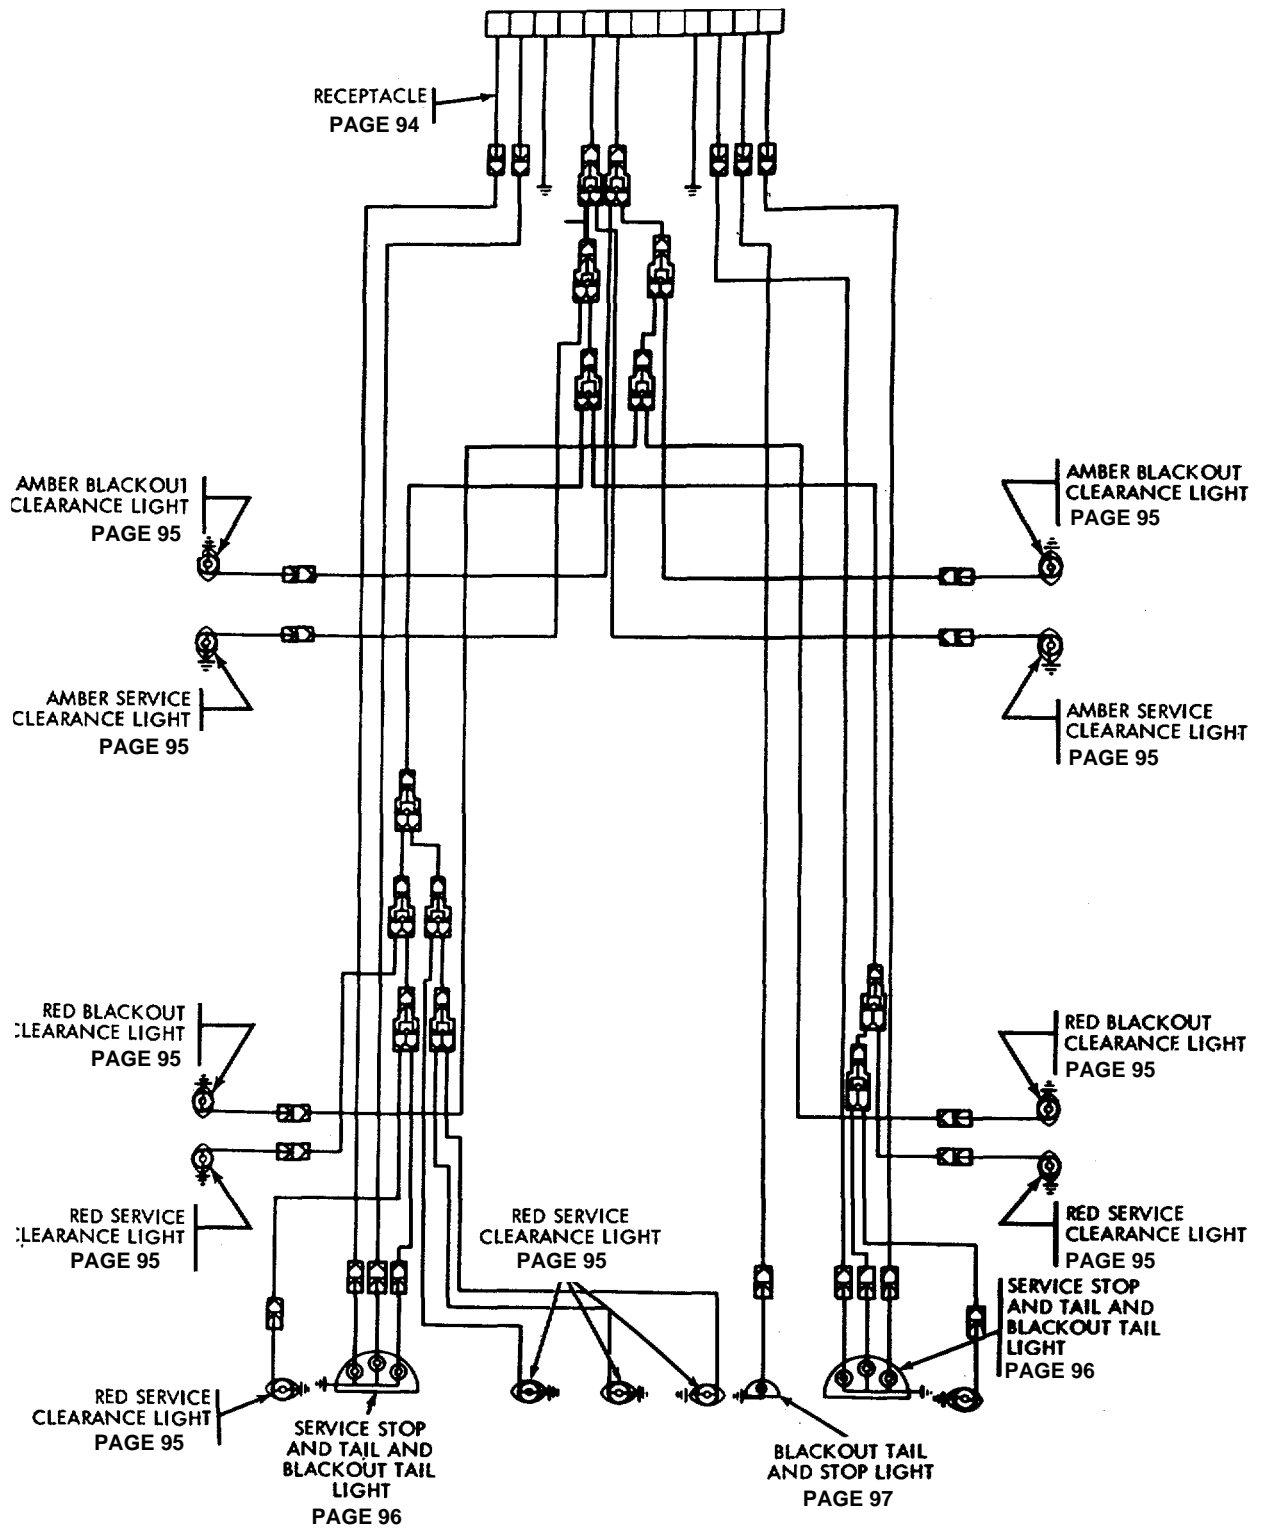 RECEPTACLE
PAGE 94
AMBER BLACKOUT
CLEARANCE LIGHT
PAGE 95
AMBER BLACKOUT
CLEARANCE LIGHT
PAGE 95
AMBER SERVICE
CLEARANCE LIGHT
PAGE 95
AMBER SERVICE
CLEARANCE LIGHT
PAGE 95
RED BLACKOUT
CLEARANCE LIGHT
PAGE 95
RED BLACKOUT
CLEARANCE LIGHT
PAGE 95
RED SERVICE
CLEARANCE LIGHT
PAGE 95
RED SERVICE
CLEARANCE LIGHT
PAGE 95
RED SERVICE
CLEARANCE LIGHT
PAGE 95
SERVICE STOP
AND TAIL AND
BLACKOUT TAIL
LIGHT
PAGE 96
RED SERVICE
CLEARANCE LIGHT
PAGE 95
SERVICE STOP
AND TAIL AND
BLACKOUT TAIL
LIGHT
PAGE 96
BLACKOUT TAIL
AND STOP LIGHT
PAGE 97